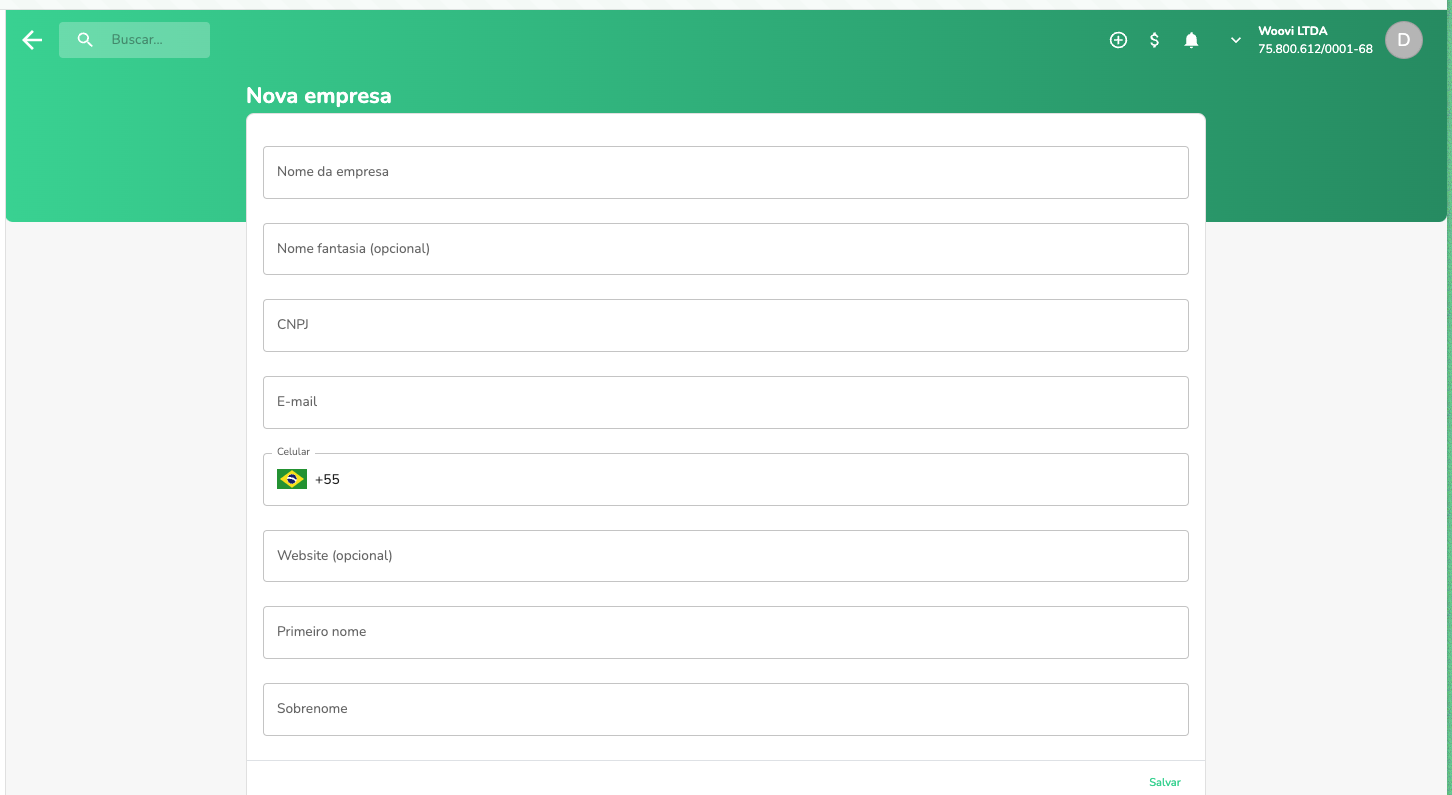 Buscar...
$
Woovi LTDA
75.800.612/0001-68
D
Nova empresa
Nome da empresa
Nome fantasia (opcional)
CNPJ
E-mail
Celular
+55
Website (opcional)
Primeiro nome
Sobrenome
Salvar